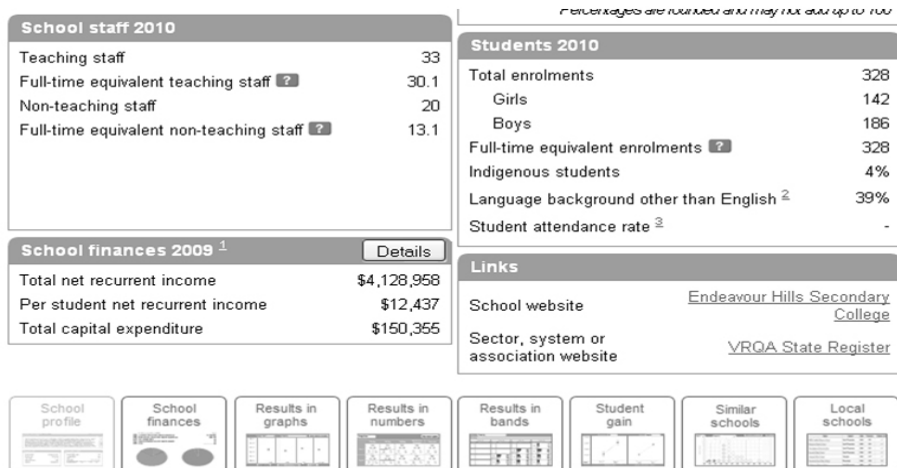 School staff 2010
Teaching staff 33
Full-time equivalent teaching staff ? 30.1
Non-teaching staff 20
Full-time equivalent non-teaching staff ? 13.1
School finances 2009 1 Details
Total net recurrent income $4,128,958
Per student net recurrent income $12,437
Total capital expenditure $150,355
Percentages are rounded and may not add up to 100
Students 2010
Total enrolments 328
Girls 142
Boys 186
Full-time equivalent enrolments ? 328
Indigenous students 4%
Language background other than English 2 39%
Student attendance rate 3 -
Links
School website Endeavour Hills Secondary
College
Sector, system or
association website VRQA State Register
School
profile
School
finances
Results in
graphs
Results in
numbers
Results in
bands
Student
gain
Similar
schools
Local
schools